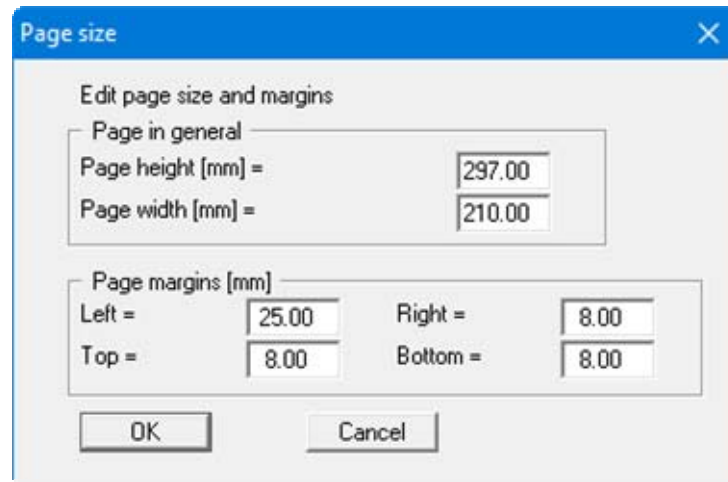 Page size
Edit page size and margins
Page in general
Page height [mm] = 297.00
Page width [mm] = 210.00
Page margins [mm]
Left = 25.00 Right = 8.00
Top = 8.00 Bottom = 8.00
OK Cancel